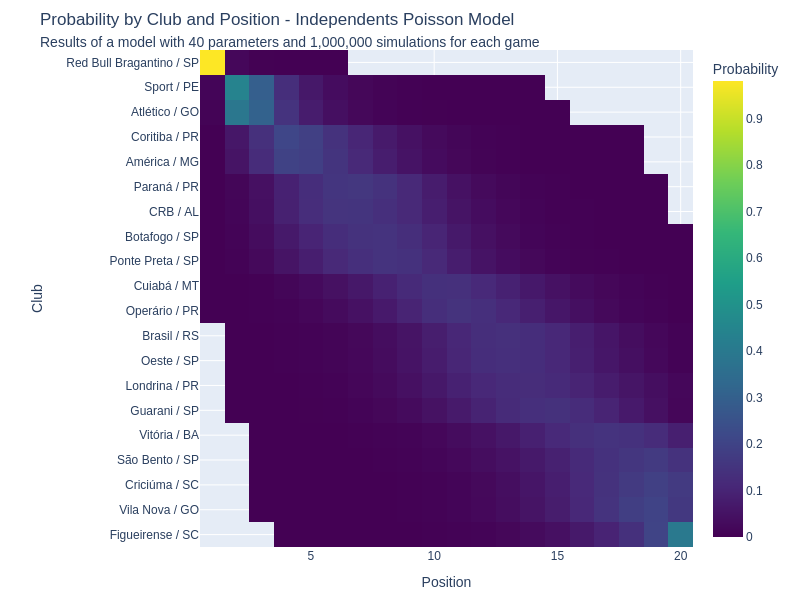 Probability by Club and Position - Independents Poisson Model
Results of a model with 40 parameters and 1,000,000 simulations for each game
Red Bull Bragantino / SP
Sport / PE
Atlético / GO
Coritiba / PR
América / MG
Paraná / PR
CRB / AL
Botafogo / SP
Ponte Preta / SP
Cuiabá / MT
Operário / PR
Brasil / RS
Oeste / SP
Londrina / PR
Guarani / SP
Vitória / BA
São Bento / SP
Criciúma / SC
Vila Nova / GO
Figueirense / SC
Club
5
10
15
20
Position
Probability
0.9
0.8
0.7
0.6
0.5
0.4
0.3
0.2
0.1
0